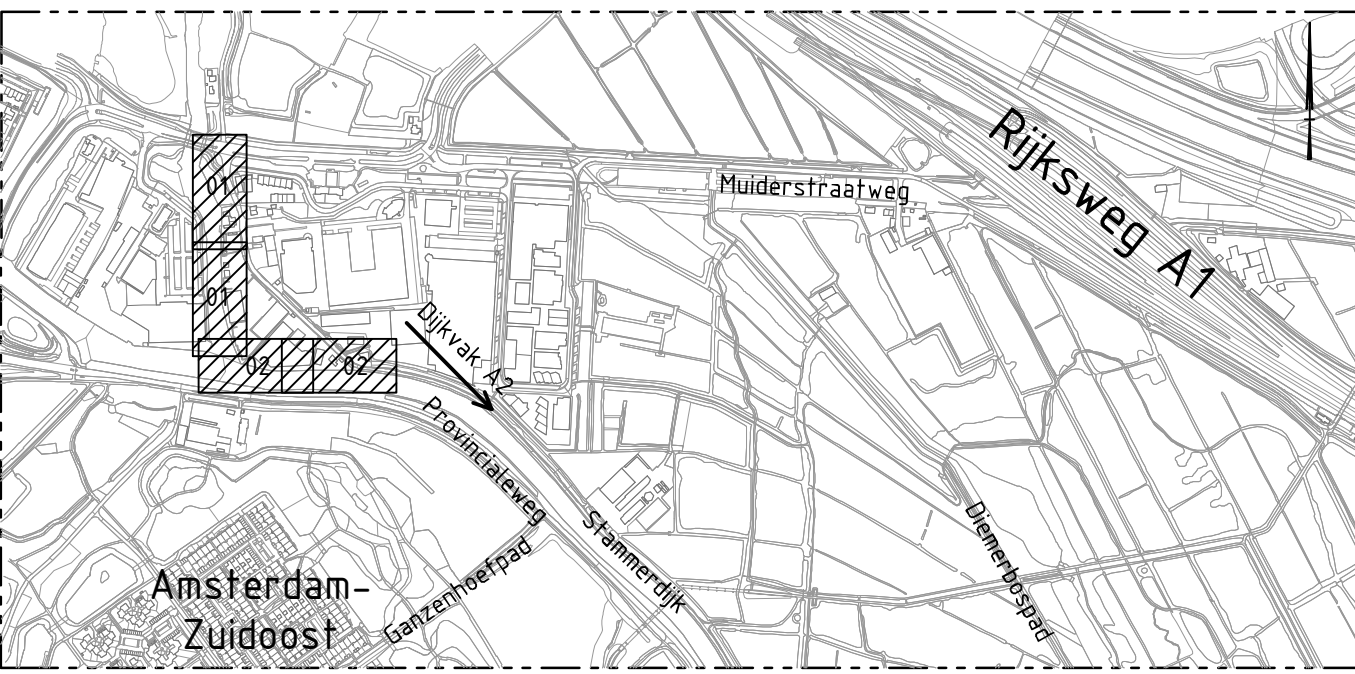 Rijksweg A1
01
Muiderstraatweg
01
Dijkvak A2
02
02
Provincialeweg
Stammerdijk
Diemerbospad
Ganzenhoefpad
Amsterdam-
Zuidoost